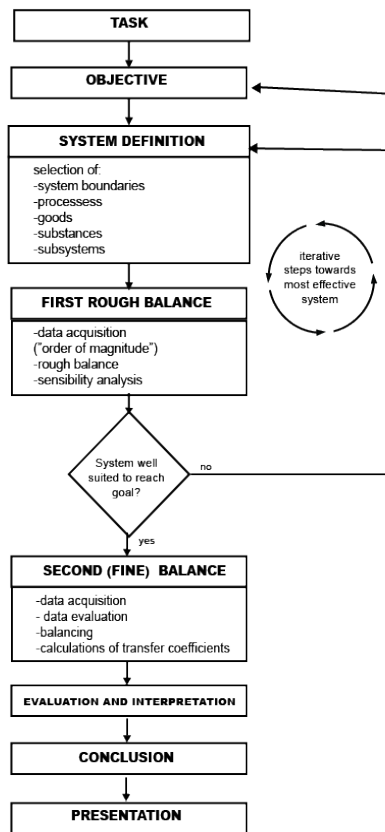 TASK
OBJECTIVE
SYSTEM DEFINITION
selection of:
-system boundaries
-processess
-goods
-substances
-subsystems
iterative
steps towards
most effective
system
FIRST ROUGH BALANCE
-data acquisition
("order of magnitude")
-rough balance
-sensibility analysis
System well
suited to reach
goal?
no
yes
SECOND (FINE) BALANCE
-data acquisition
- data evaluation
-balancing
-calculations of transfer coefficients
EVALUATION AND INTERPRETATION
CONCLUSION
PRESENTATION